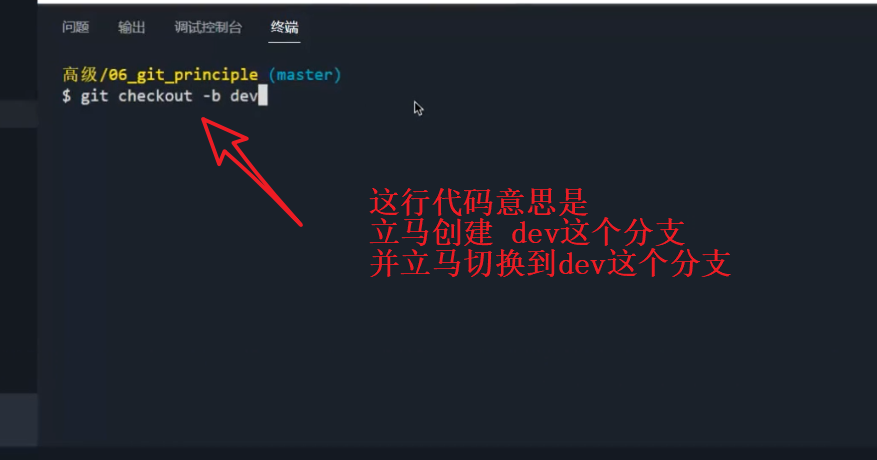 问题 输出 调试控制台 终端
高级/06_git_principle (master)
$ git checkout -b dev
这行代码意思是
立马创建 dev这个分支
并立马切换到dev这个分支